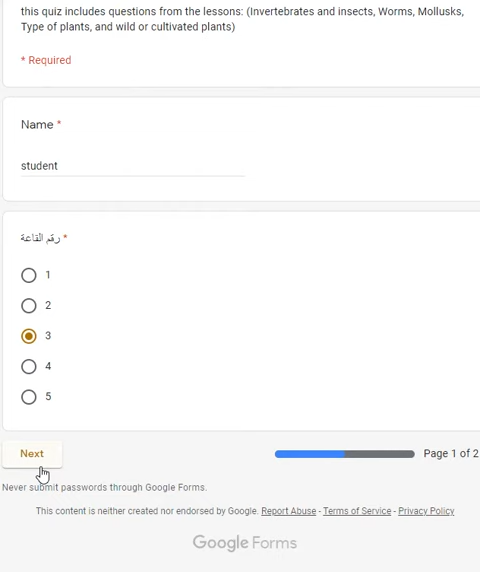 this quiz includes questions from the lessons: (Invertebrates and insects, Worms, Mollusks,
Type of plants, and wild or cultivated plants)
* Required
Name *
student
رقم القاعة *
1
2
3
4
5
Next
Page 1 of 2
Never submit passwords through Google Forms.
This content is neither created nor endorsed by Google. Report Abuse - Terms of Service - Privacy Policy
Google Forms